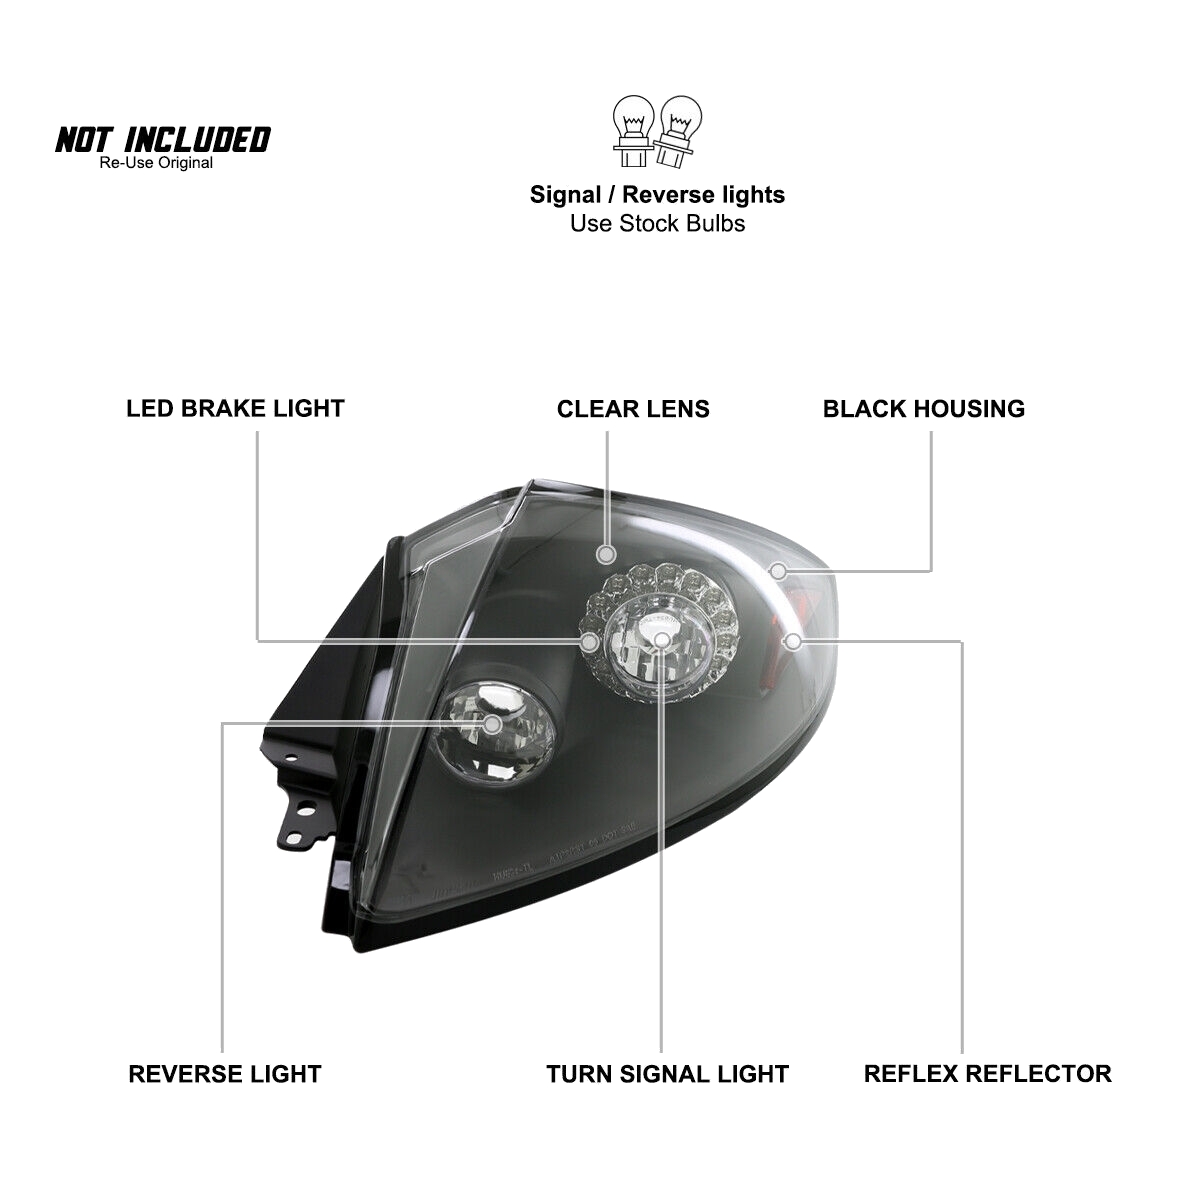 NOT INCLUDED
Re-Use Original
Signal / Reverse lights
Use Stock Bulbs
LED BRAKE LIGHT
CLEAR LENS
BLACK HOUSING
REVERSE LIGHT
TURN SIGNAL LIGHT
REFLEX REFLECTOR